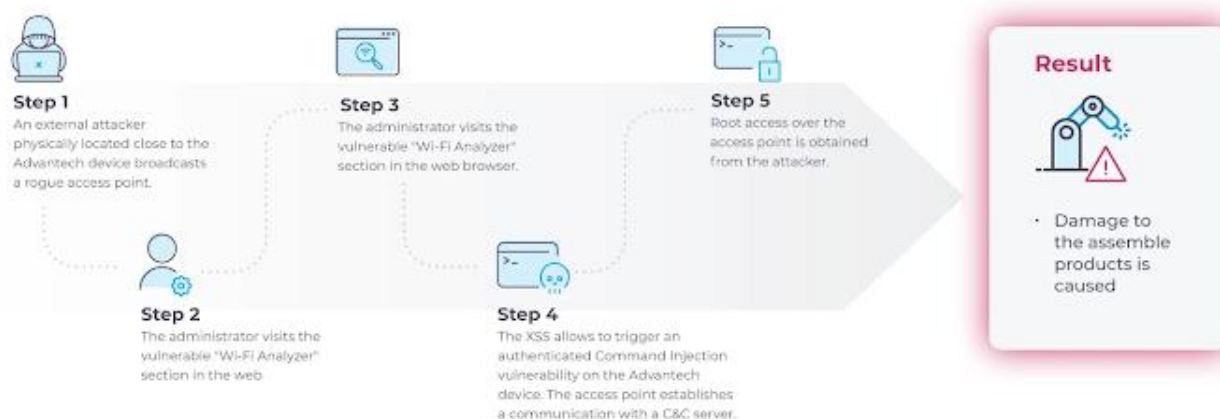 Step 1
An external attacker
physically located close to the
Advantech device broadcasts
a rogue access point.
Step 2
The administrator visits the
vulnerable "Wi-Fi Analyzer"
section in the web
Step 3
The administrator visits the
vulnerable "Wi-Fi Analyzer"
section in the web browser.
Step 4
The XSS allows to trigger an
authenticated Command Injection
vulnerability on the Advantech
device. The access point establishes
a communication with a C&C server.
Step 5
Root access over the
access point is obtained
from the attacker.
Result
• Damage to
the assemble
products is
caused